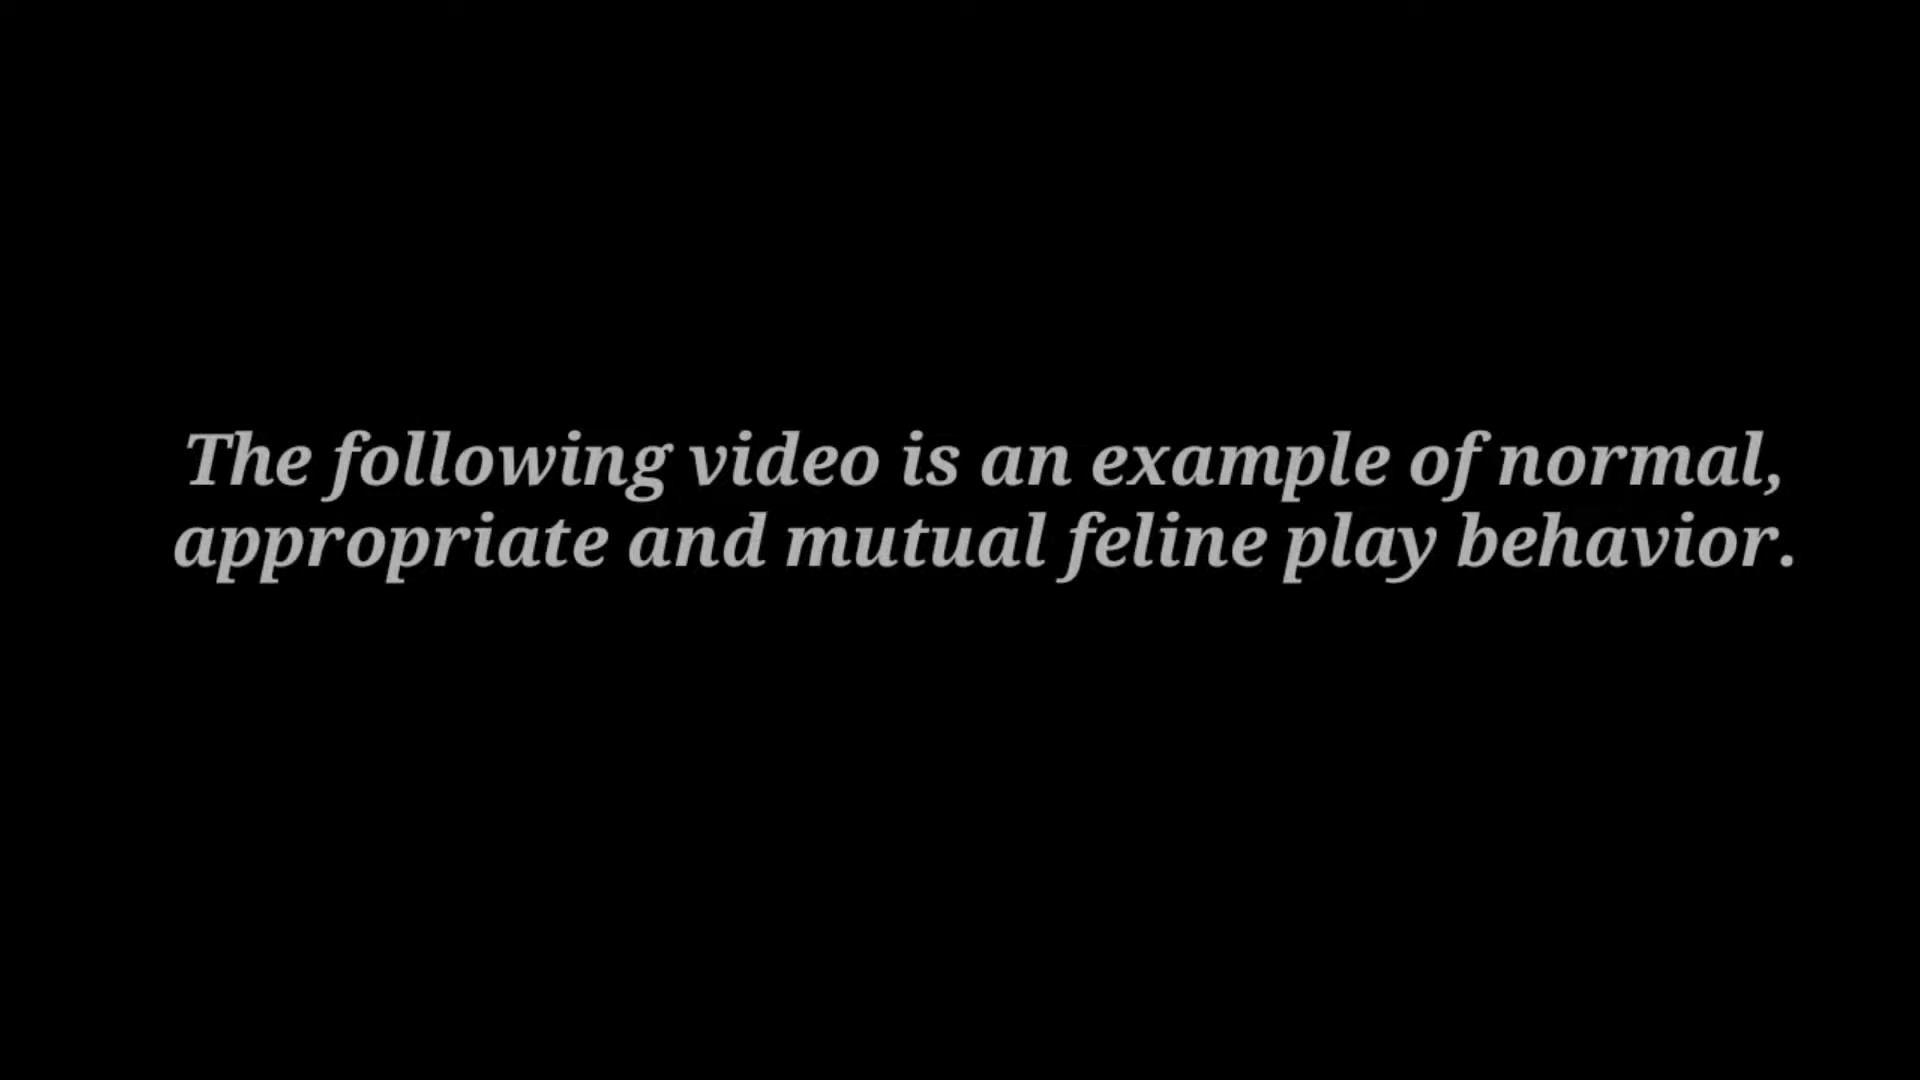 The following video is an example of normal,
appropriate and mutual feline play behavior.